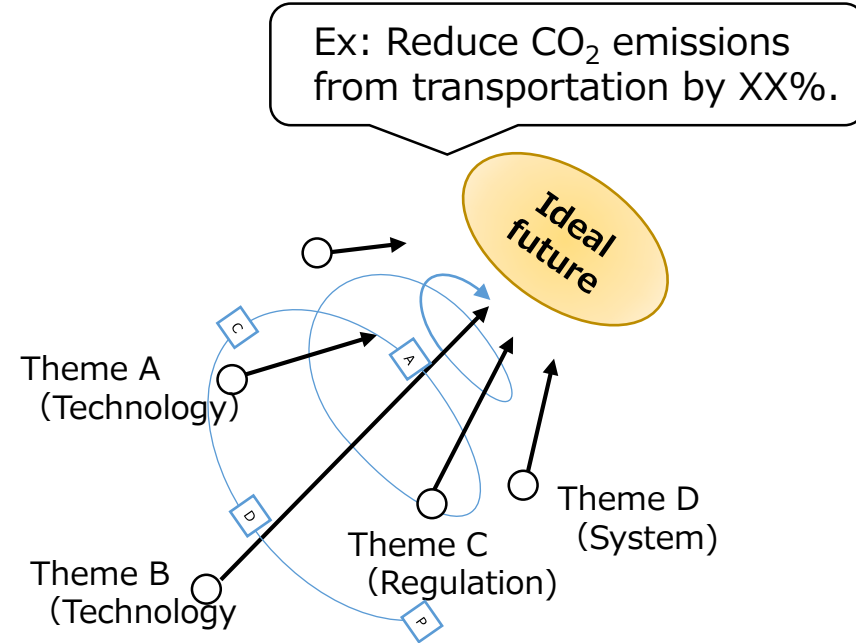 Ex: Reduce CO₂ emissions
from transportation by XX%.
Ideal
future
C
A
Theme A
（Technology)
D
Theme D
（System)
Theme C
（Regulation)
Theme B
（Technology
P